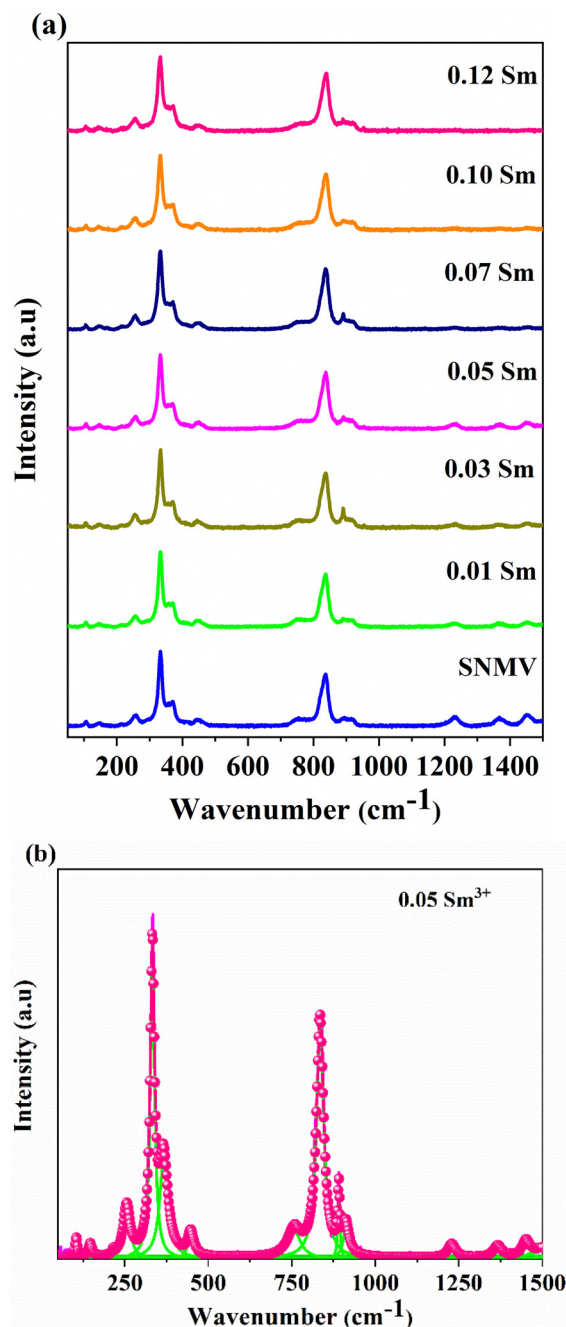 (a)
0.12 Sm
0.10 Sm
0.07 Sm
0.05 Sm
0.03 Sm
0.01 Sm
SNMV
Intensity (a.u)
200 400 600 800 1000 1200 1400
Wavenumber (cm-1)
(b)
0.05 Sm³⁺
Intensity (a.u)
250 500 750 1000 1250 1500
Wavenumber (cm-1)